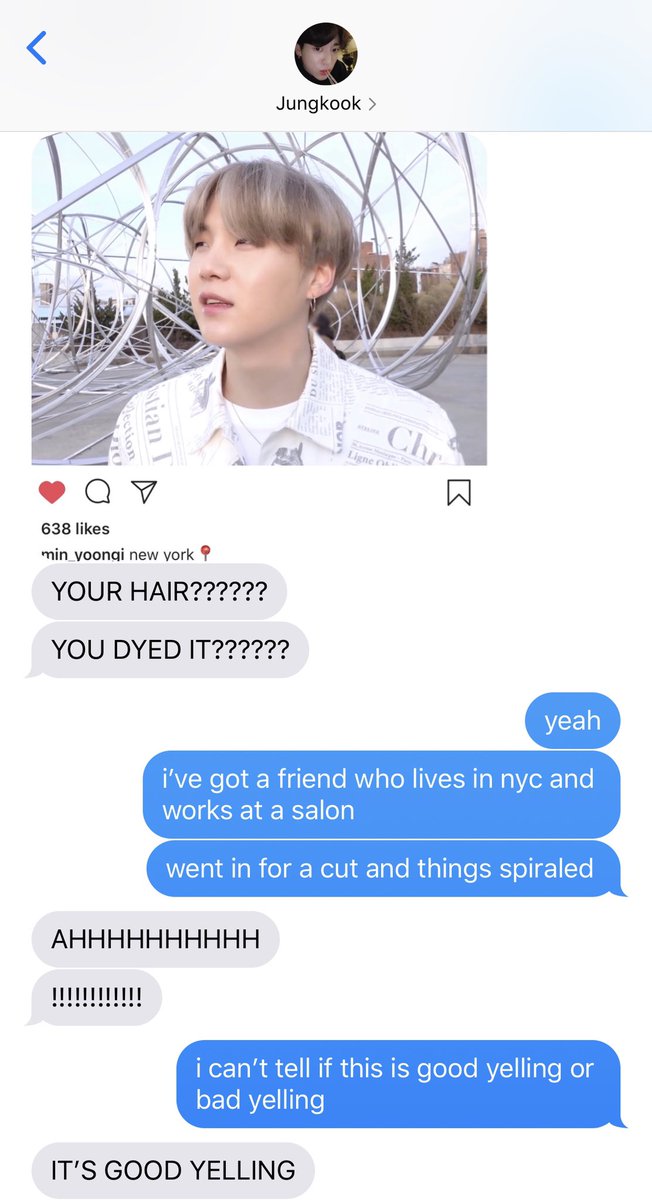 Jungkook
Chr
638 likes
min_yoongi new york
YOUR HAIR??????
YOU DYED IT??????
yeah
i’ve got a friend who lives in nyc and
works at a salon
went in for a cut and things spiraled
AHHHHHHHHHH
!!!!!!!!!!!!
i can’t tell if this is good yelling or
bad yelling
IT’S GOOD YELLING